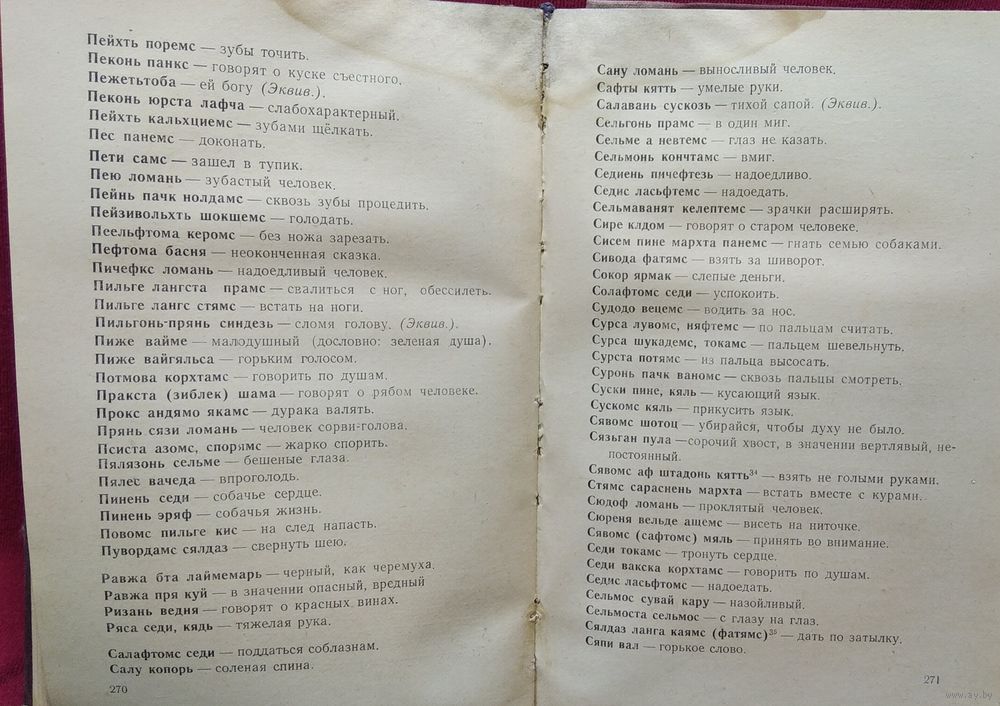 Пейхть поремс — зубы точить.
Пеконь панкс — говорят о куске съестного.
Пежетьтоба — ей богу (Эквив.).
Пеконь юрста лафча — слабохарактерный.
Пейхть кальхциемс — зубами щёлкать.
Пес панемс — доконать.
Пети самс — зашел в тупик.
Пею ломань — зубастый человек.
Пейнь пачк нолдамс — сквозь зубы процедить.
Пейзивольхть шокшемс — голодать.
Пеельфтома керомс — без ножа зарезать.
Пефтома басня — неоконченная сказка.
Пичефкс ломань — надоедливый человек.
Пильге лангста прамс — свалиться с ног, обессилеть.
Пильге лангс стямс — встать на ноги.
Пильгонь-прянь синдезь — сломя голову. (Эквив.).
Пиже вайме — малодушный (дословно: зеленая душа).
Пиже вайгяльса — горьким голосом.
Потмова корхтамс — говорить по душам.
Пракста (зиблек) шама — говорят о рябом человеке.
Прокс андямо якамс — дурака валять.
Прянь сязи ломань — человек сорви-голова.
Псиста азомс, спорямс — жарко спорить.
Пялязонь сельме — бешеные глаза.
Пялес вачеда — впроголодь.
Пинень седи — собачье сердце.
Пинень эряф — собачья жизнь.
Повомс пильге кис — на след напасть.
Пувордамс сялдаз — свернуть шею.
Равжа бта лаймемарь — черный, как черемуха.
Равжа пря куй — в значении опасный, вредный
Ризань ведня — говорят о красных винах.
Ряса седи, кядь — тяжелая рука.
Салафтомс седи — поддаться соблазнам.
Салу копорь — соленая спина.
270
Сану ломань — выносливый человек.
Сафты кятть — умелые руки.
Салавань сускозь — тихой сапой. (Эквив.).
Сельгонь прамс — в один миг.
Сельме а невтемс — глаз не казать.
Сельмонь кончтамс — вмиг.
Седиень пичефтезь — надоедливо.
Седис ласьфтемс — надоедать.
Сельмаванят келептемс — зрачки расширять.
Сире клдом — говорят о старом человеке.
Сисем пине мархта панемс — гнать семью собаками.
Сивода фатямс — взять за шиворот.
Сокор ярмак — слепые деньги.
Солафтомс седи — успокоить.
Судодо вецемс — водить за нос.
Сурса лувомс, няфтемс — по пальцам считать.
Сурса шукадемс, токамс — пальцем шевельнуть.
Сурста потямс — из пальца высосать.
Суронь пачк ваномс — сквозь пальцы смотреть.
Суски пине, кяль — кусающий язык.
Сускомс кяль — прикусить язык.
Сявомс шотоц — убирайся, чтобы духу не было.
Сязьган пула — сорочий хвост, в значении вертлявый, не-
постоянный.
Сявомс аф штадонь кятть³⁴ — взять не голыми руками.
Стямс сараснень мархта — встать вместе с курами.
Сюдоф ломань — проклятый человек.
Сюреня вельде ащемс — висеть на ниточке.
Сявомс (сафтомс) мяль — принять во внимание.
Седи токамс — тронуть сердце.
Седи вакска корхтамс — говорить по душам.
Седис ласьфтомс — надоедать.
Сельмос сувай кару — назойливый.
Сельмоста сельмос — с глазу на глаз.
Сялдаз ланга каямс (фатямс)³⁵ — дать по затылку.
Сяпи вал — горькое слово.
271
www.ay.by